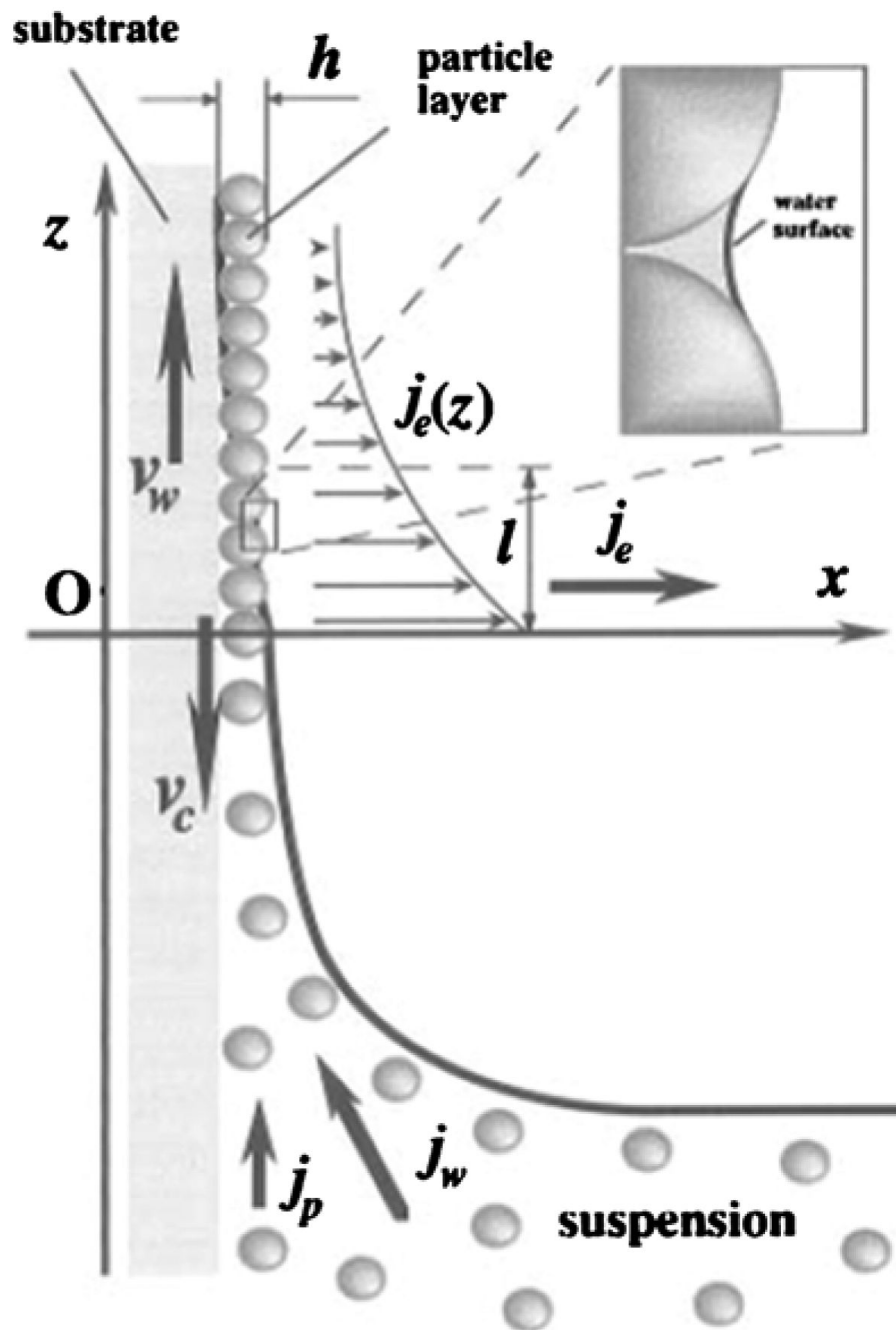 substrate
h
particle
layer
z
water
surface
j_e(z)
v_w
l
j_e
O
x
v_c
j_w
j_p
suspension